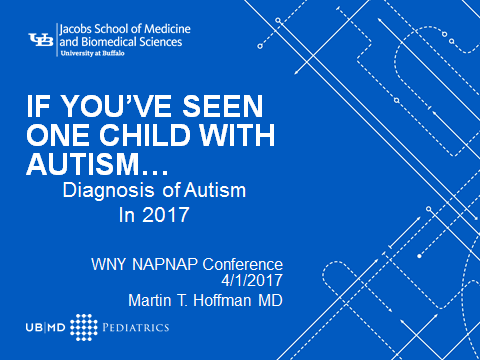 UB Jacobs School of Medicine
and Biomedical Sciences
University at Buffalo
IF YOU’VE SEEN
ONE CHILD WITH
AUTISM…
Diagnosis of Autism
In 2017
WNY NAPNAP Conference
4/1/2017
Martin T. Hoffman MD
UB|MD PEDIATRICS